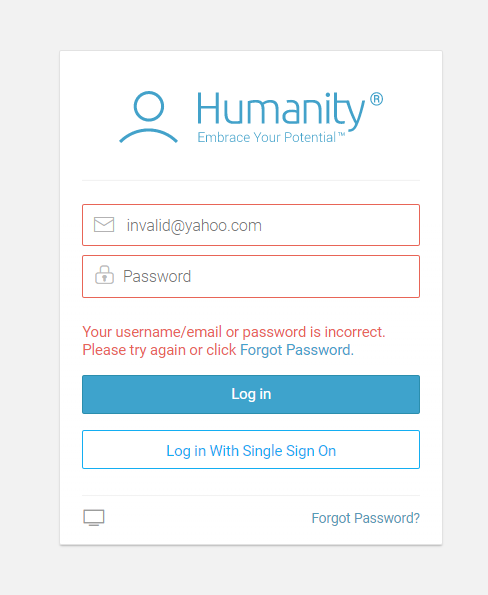 Humanity®
Embrace Your Potential™
invalid@yahoo.com
Password
Your username/email or password is incorrect.
Please try again or click Forgot Password.
Log in
Log in With Single Sign On
Forgot Password?